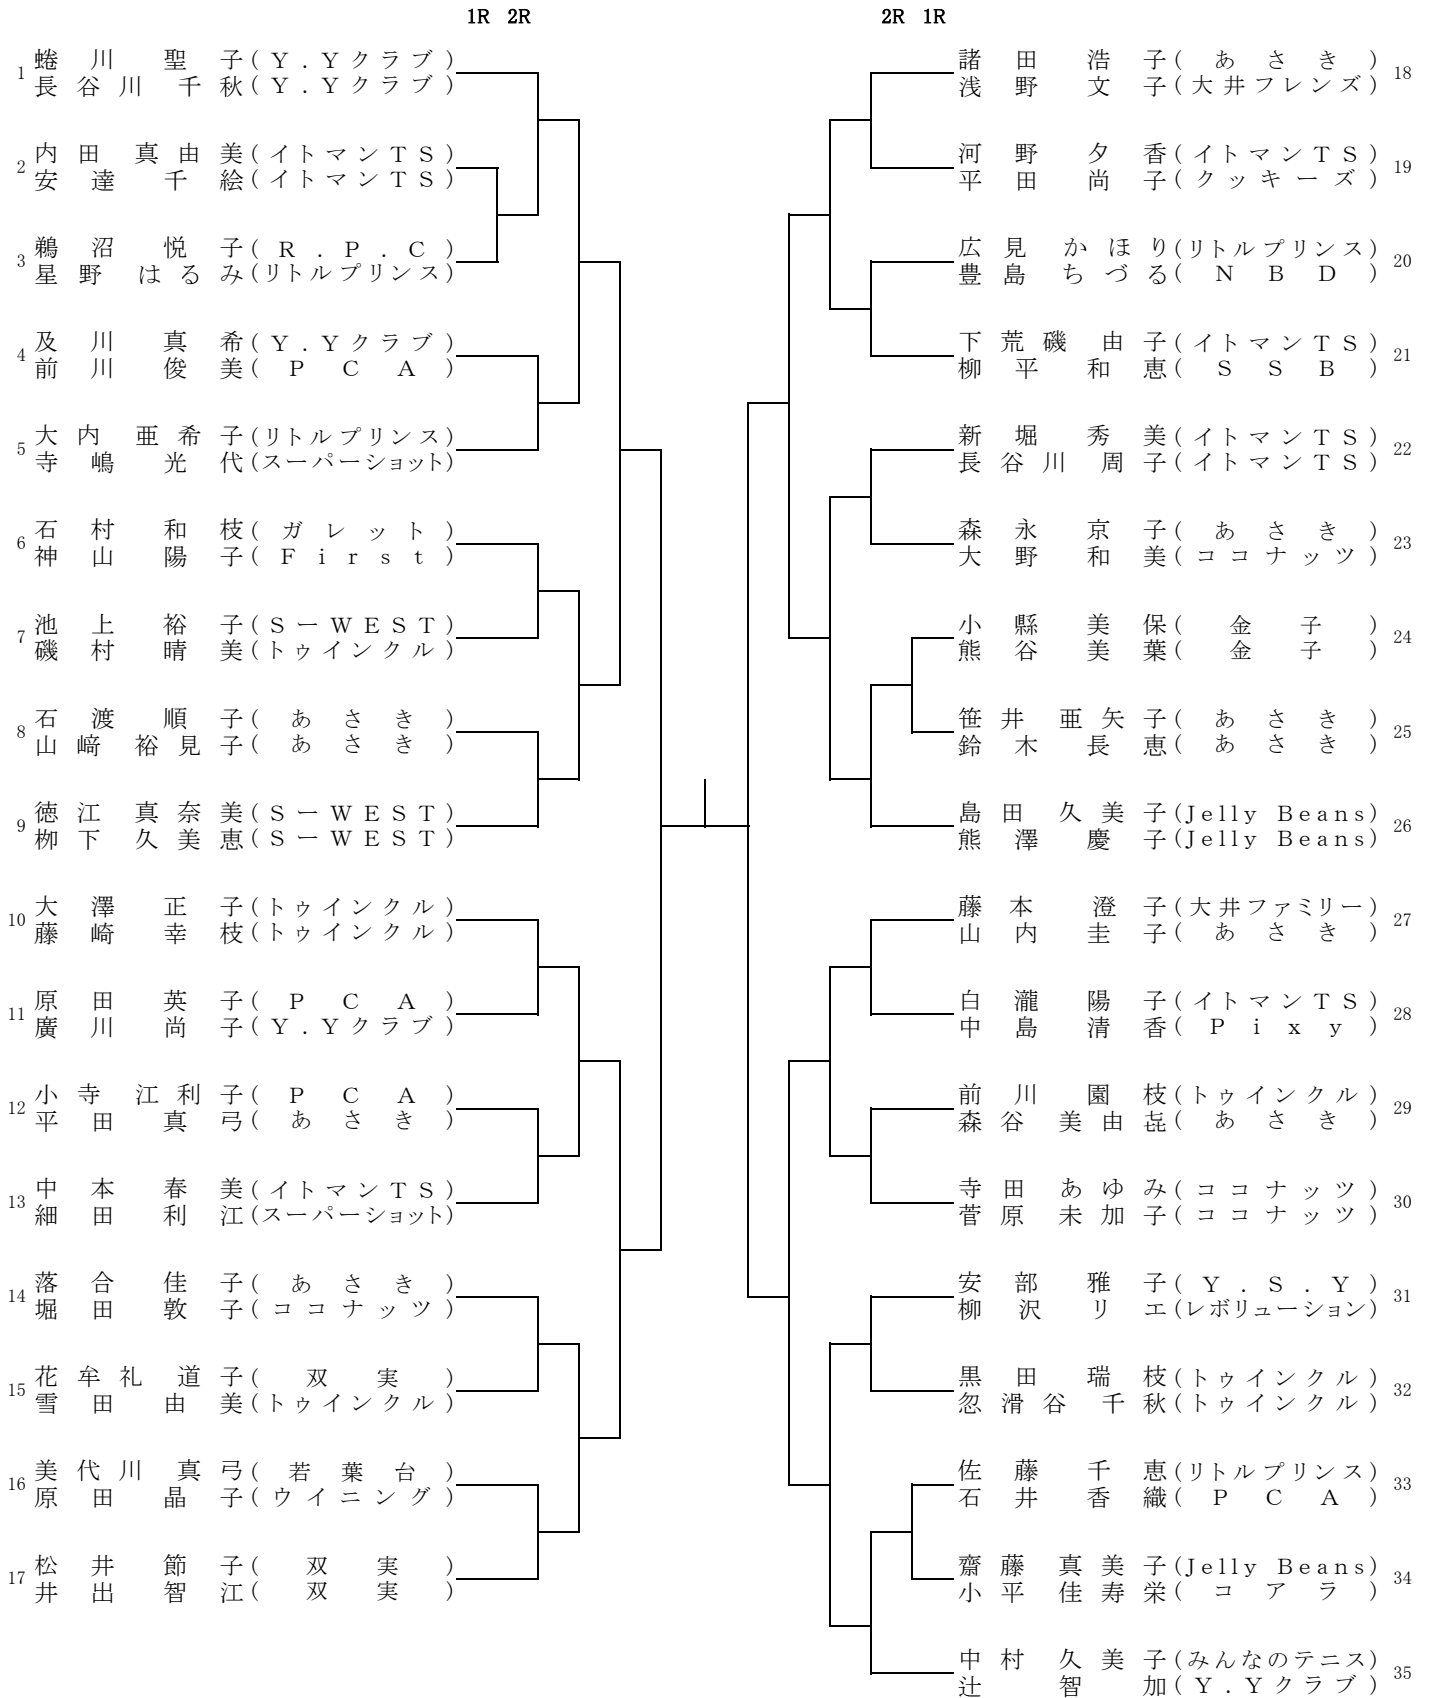 1R 2R
1 蜷川聖子(Y.Yクラブ)
長谷川千秋(Y.Yクラブ)
2 内田真由美(イトマンTS)
安達千絵(イトマンTS)
3 鵜沼悦子(R.P.C)
星野はるみ(リトルプリンス)
4 及川真希(Y.Yクラブ)
前川俊美(PCA)
5 大内亜希子(リトルプリンス)
寺嶋光代(スーパーショット)
6 石村和枝(ガレット)
神山陽子(First)
7 池上裕子(SーWEST)
磯村晴美(トゥインクル)
8 石渡順子(あさき)
山﨑裕見子(あさき)
9 徳江真奈美(SーWEST)
栁下久美恵(SーWEST)
10 大澤正子(トゥインクル)
藤崎幸枝(トゥインクル)
11 原田英子(PCA)
廣川尚子(Y.Yクラブ)
12 小寺江利子(PCA)
平田真弓(あさき)
13 中本春美(イトマンTS)
細田利江(スーパーショット)
14 落合佳子(あさき)
堀田敦子(ココナッツ)
15 花牟礼道子(双実)
雪田由美(トゥインクル)
16 美代川真弓(若葉台)
原田晶子(ウイニング)
17 松井節子(双実)
井出智江(双実)
2R 1R
諸田浩子(あさき) 18
浅野文子(大井フレンズ)
河野夕香(イトマンTS) 19
平田尚子(クッキーズ)
広見かほり(リトルプリンス) 20
豊島ちづる(NBD)
下荒磯由子(イトマンTS) 21
柳平和恵(SSB)
新堀秀美(イトマンTS) 22
長谷川周子(イトマンTS)
森永京子(あさき) 23
大野和美(ココナッツ)
小縣美保(金子) 24
熊谷美葉(金子)
笹井亜矢子(あさき) 25
鈴木長恵(あさき)
島田久美子(Jelly Beans) 26
熊澤慶子(Jelly Beans)
藤本澄子(大井ファミリー) 27
山内圭子(あさき)
白瀧陽子(イトマンTS) 28
中島清香(Pixy)
前川園枝(トゥインクル) 29
森谷美由㐂(あさき)
寺田あゆみ(ココナッツ) 30
菅原未加子(ココナッツ)
安部雅子(Y.S.Y) 31
柳沢リエ(レボリューション)
黒田瑞枝(トゥインクル) 32
忽滑谷千秋(トゥインクル)
佐藤千恵(リトルプリンス) 33
石井香織(PCA)
齋藤真美子(Jelly Beans) 34
小平佳寿栄(コアラ)
中村久美子(みんなのテニス) 35
辻智加(Y.Yクラブ)